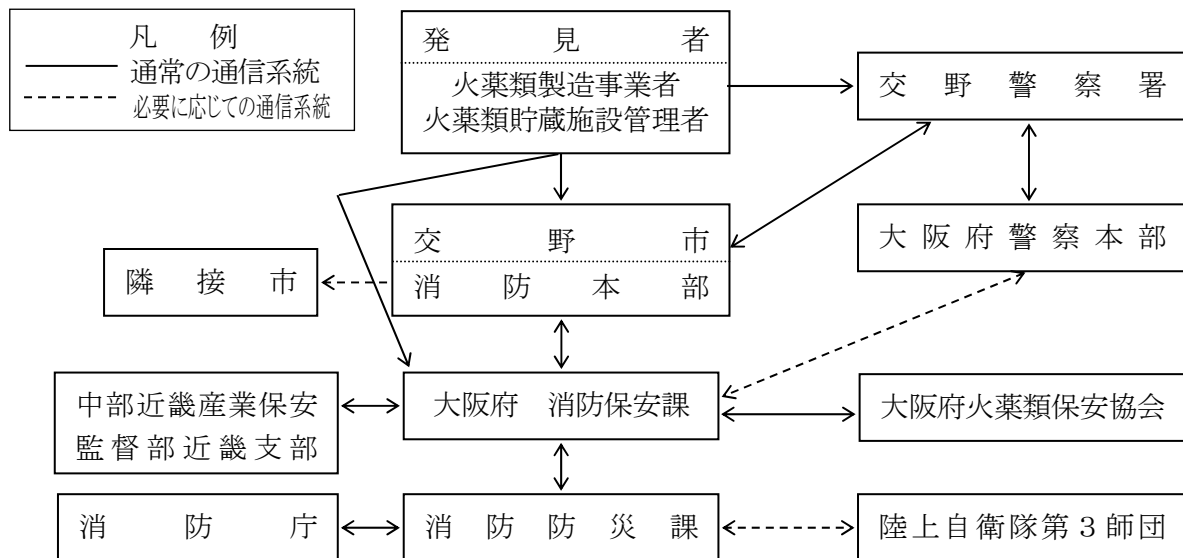 凡　例
通常の通信系統
必要に応じての通信系統
発見者
火薬類製造事業者
火薬類貯蔵施設管理者
交野警察署
交野市
消防本部
大阪府警察本部
隣接市
中部近畿産業保安
監督部近畿支部
大阪府　消防保安課
大阪府火薬類保安協会
消防庁
消防防災課
陸上自衛隊第３師団